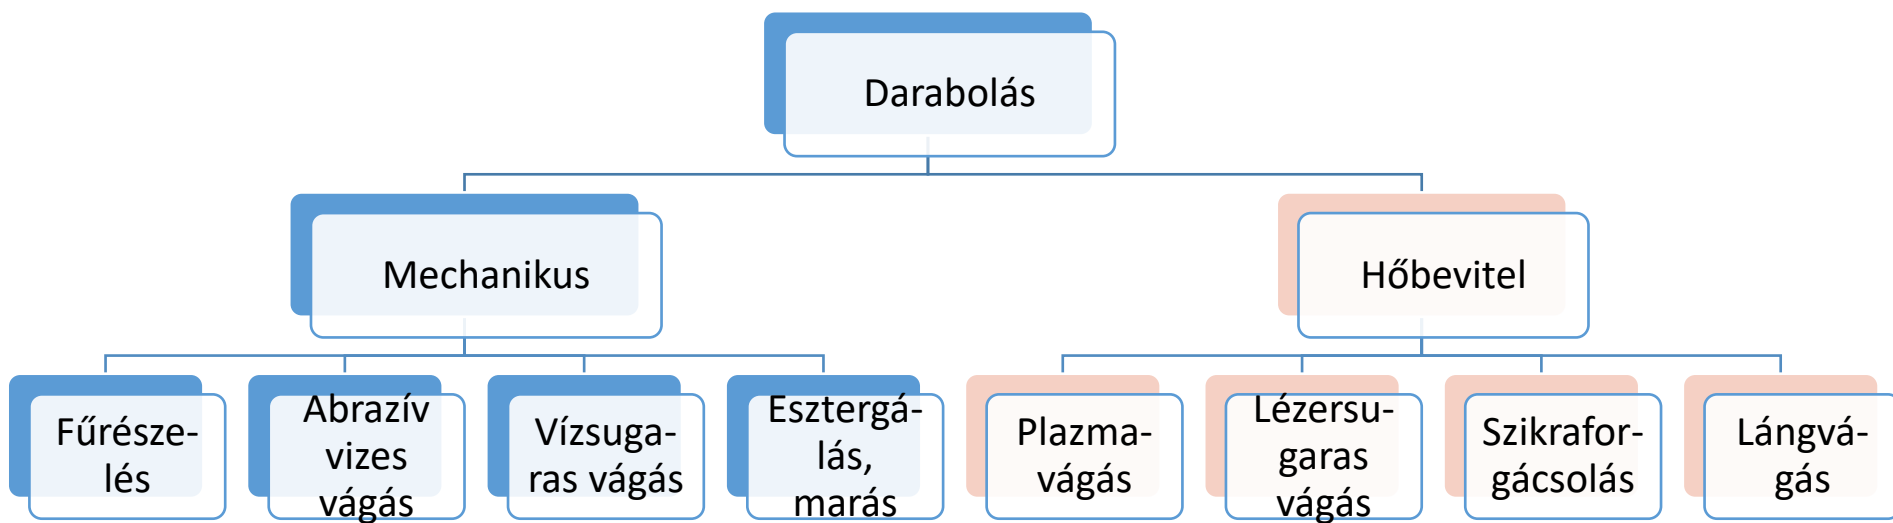 Darabolás
Mechanikus
Hőbevitel
Fűrésze-
lés
Abrazív
vizes
vágás
Vízsuga-
ras vágás
Esztergá-
lás,
marás
Plazma-
vágás
Lézersu-
garas
vágás
Szikrafor-
gácsolás
Lángvá-
gás